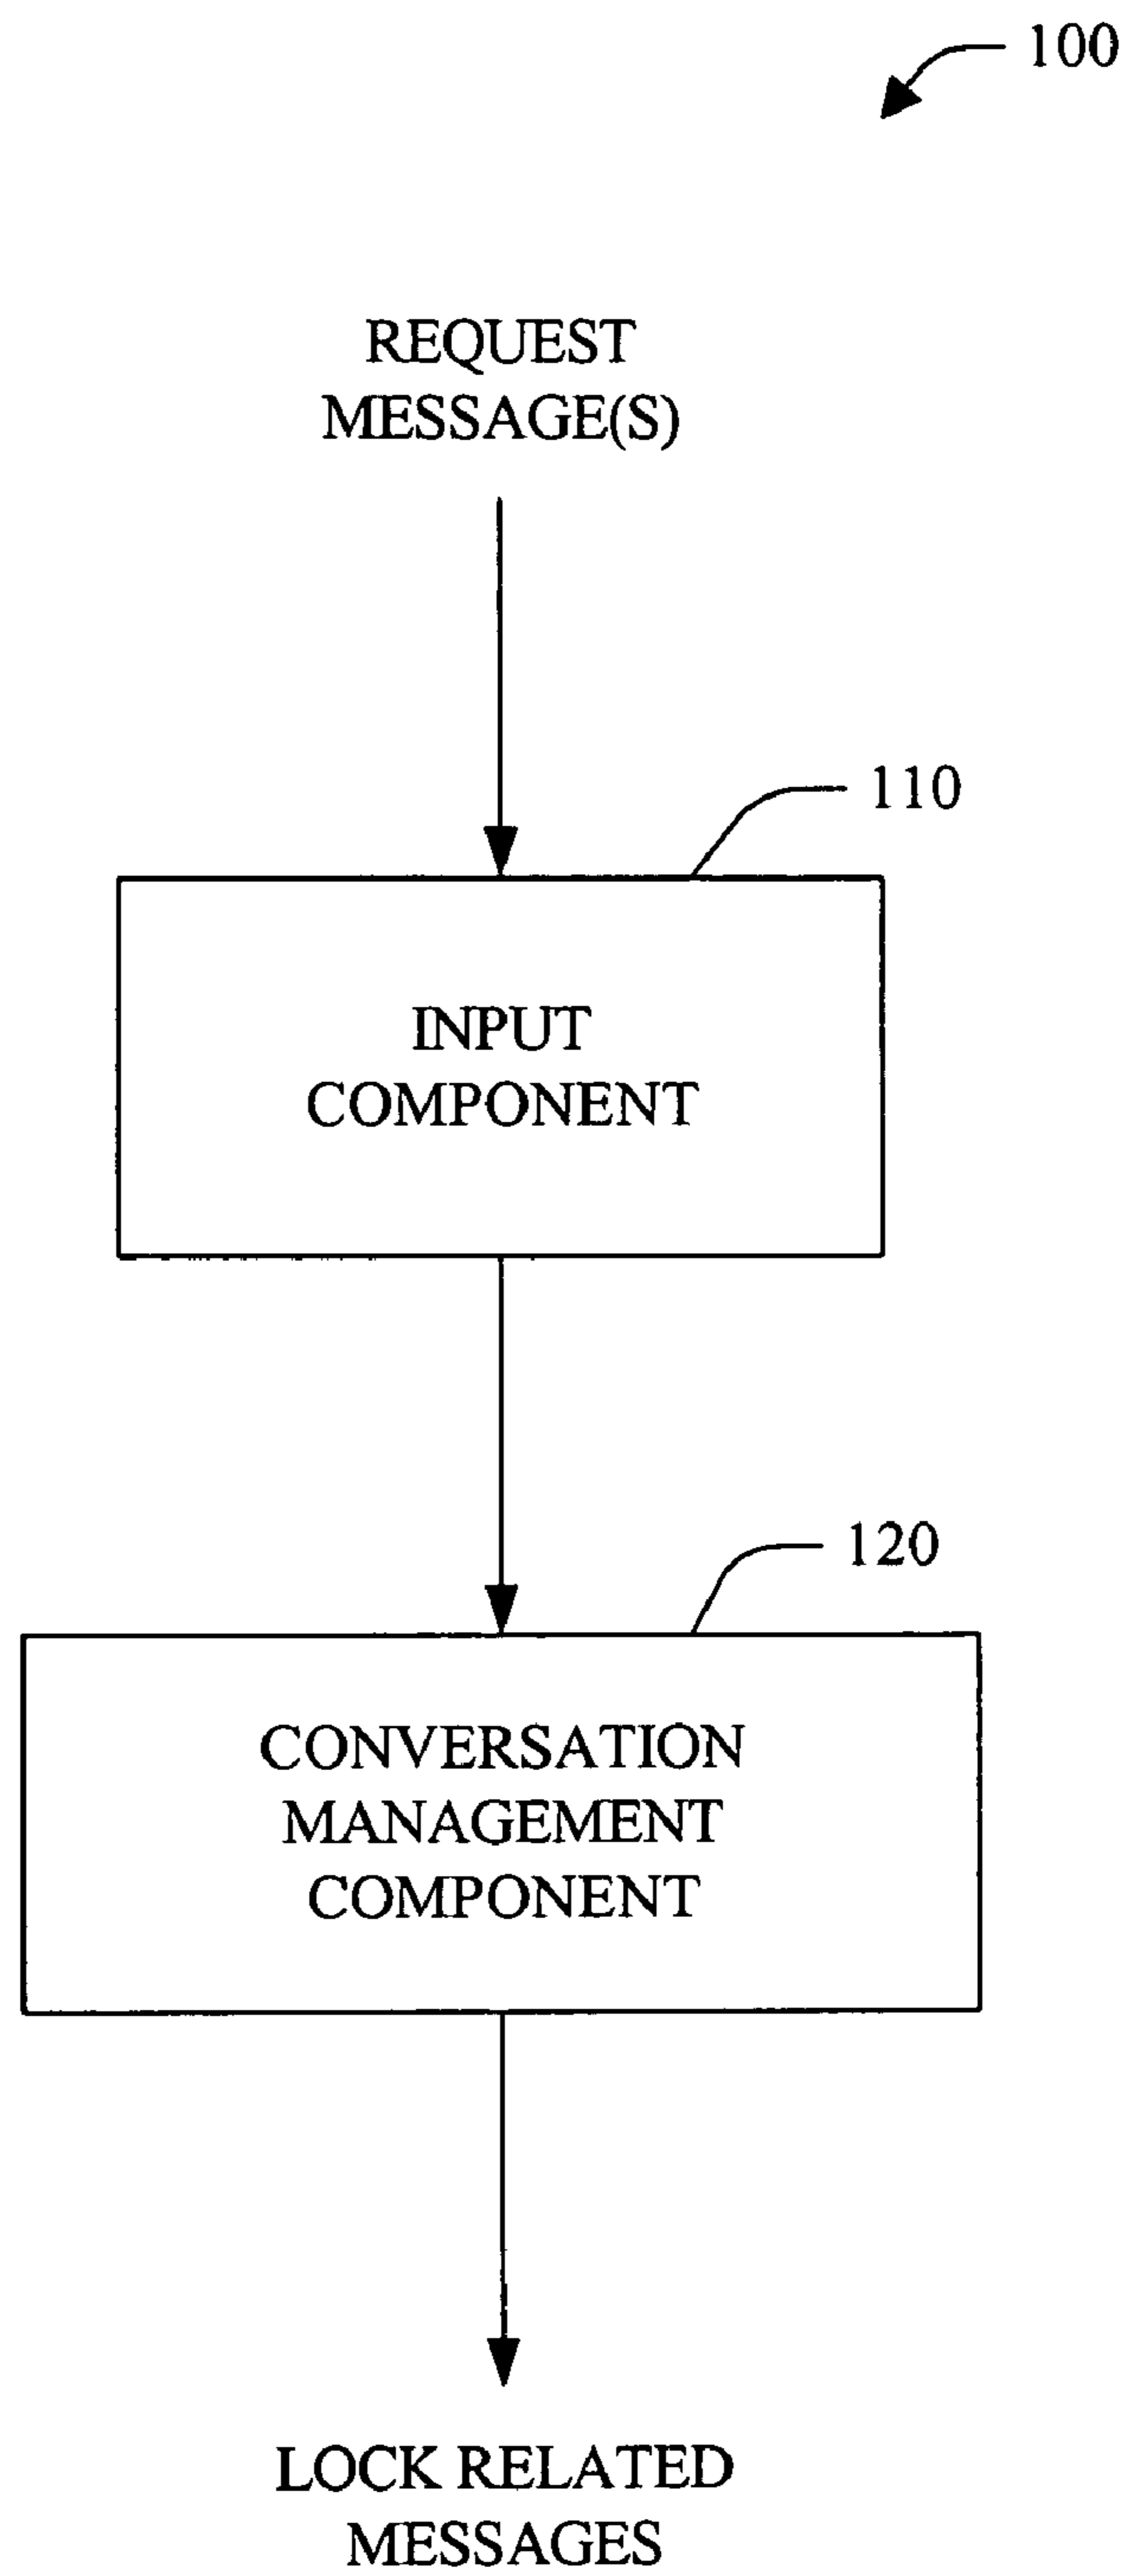 100
REQUEST
MESSAGE(S)
110
INPUT
COMPONENT
120
CONVERSATION
MANAGEMENT
COMPONENT
LOCK RELATED
MESSAGES